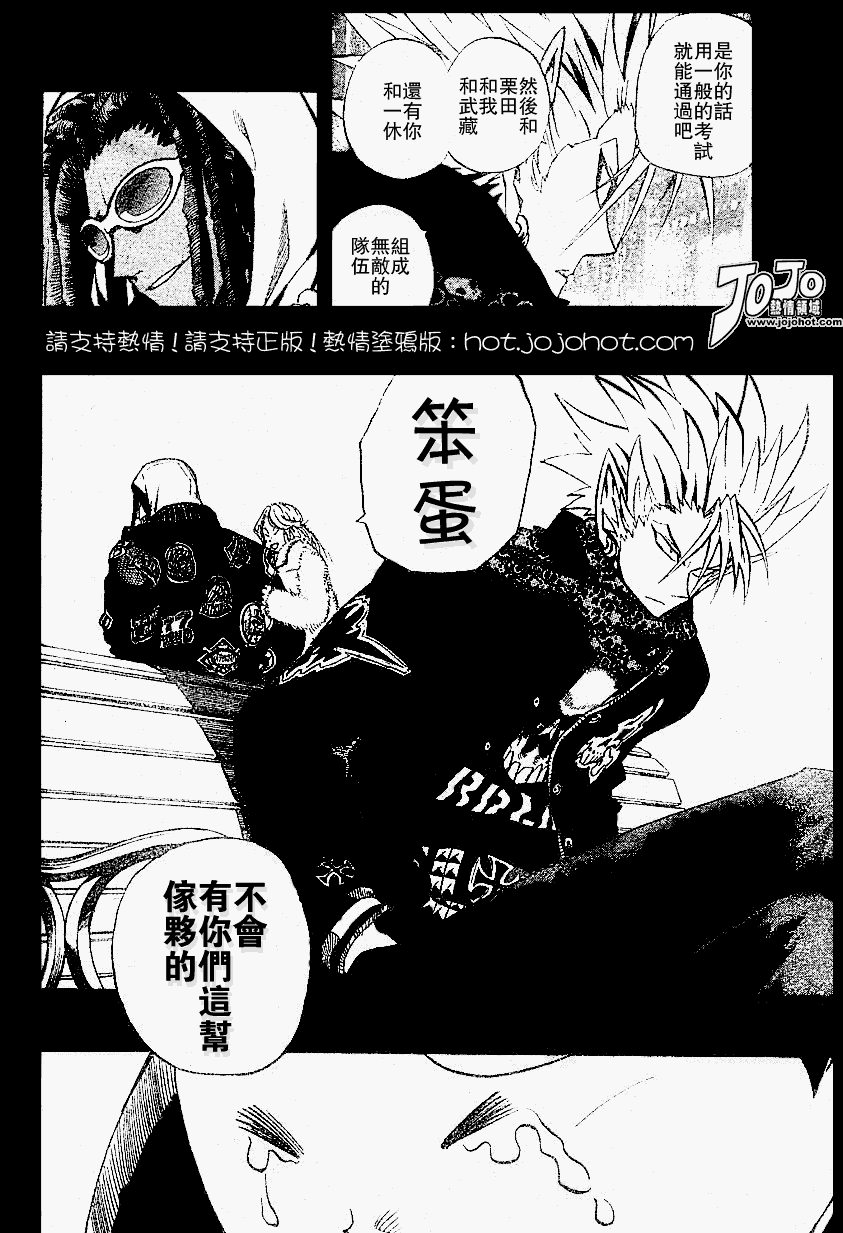 是你的話
用一般的考試
就能通過吧
然後和
栗田
和我
和武藏
還有你
和一休
組成
無敵的
隊伍
JOJO
熱情領域
www.jojohot.com
請支持熱情!請支持正版!熱情塗鴉版:hot.jojohot.com
笨蛋
不會
有你們這幫
傢夥的